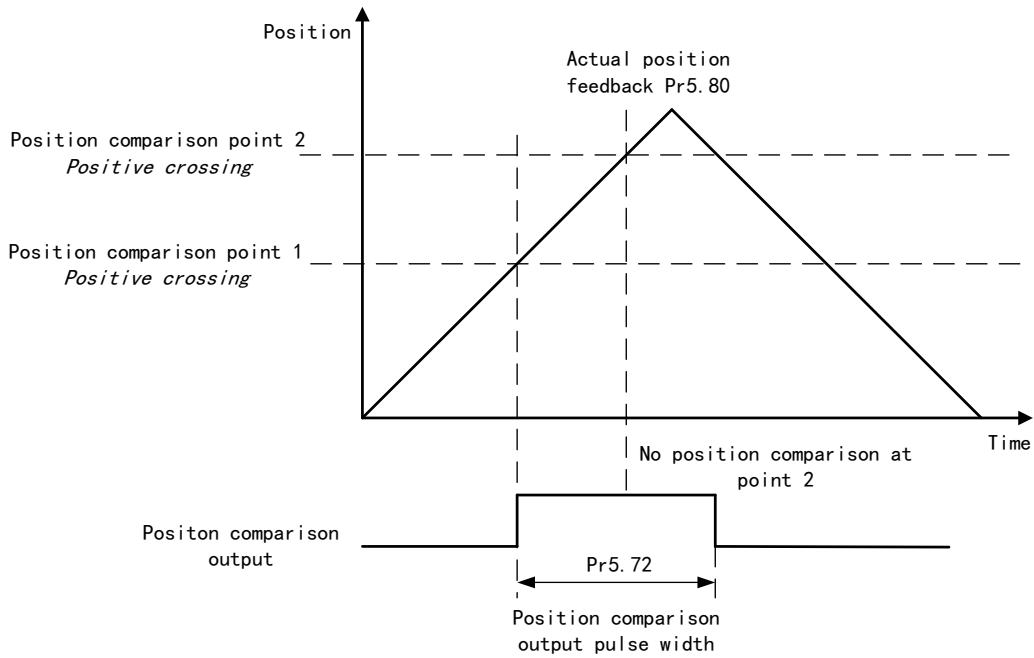 Position
Actual position
feedback Pr5.80
Position comparison point 2
Positive crossing
Position comparison point 1
Positive crossing
Time
No position comparison at
point 2
Positon comparison
output
Pr5.72
Position comparison
output pulse width